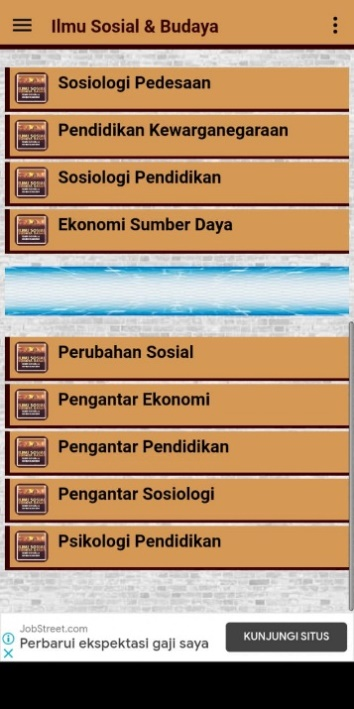 Ilmu Sosial & Budaya
Sosiologi Pedesaan
Pendidikan Kewarganegaraan
Sosiologi Pendidikan
Ekonomi Sumber Daya
Perubahan Sosial
Pengantar Ekonomi
Pengantar Pendidikan
Pengantar Sosiologi
Psikologi Pendidikan
JobStreet.com
Perbarui ekspektasi gaji saya
KUNJUNGI SITUS